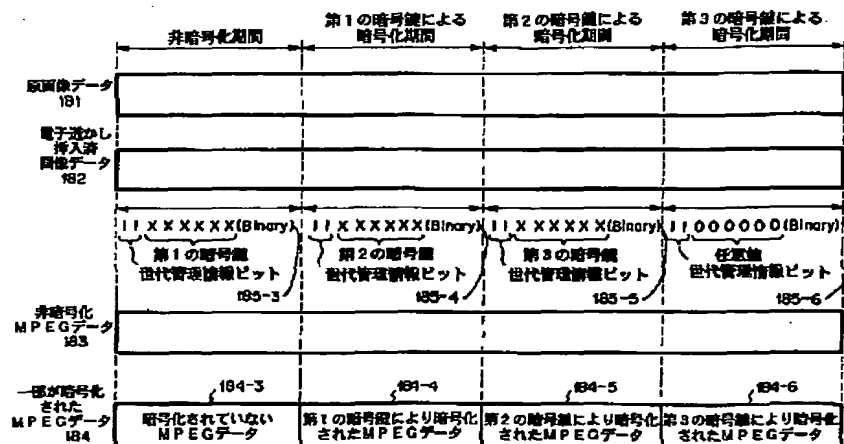 非暗号化期間
第1の暗号鍵による
暗号化期間
第2の暗号鍵による
暗号化期間
第3の暗号鍵による
暗号化期間
原画像データ
181
電子透かし
挿入済
画像データ
182
11XXXXXX(Binary)
第1の暗号鍵
世代管理情報ビット
185-3
11XXXXXX(Binary)
第2の暗号鍵
世代管理情報ビット
185-4
11XXXXXX(Binary)
第3の暗号鍵
世代管理情報ビット
185-5
11000000(Binary)
任意値
世代管理情報ビット
185-6
非暗号化
MPEGデータ
183
一部が暗号化
された
MPEGデータ
184
184-3
暗号化されていない
MPEGデータ
184-4
第1の暗号鍵により暗号化
されたMPEGデータ
184-5
第2の暗号鍵により暗号化
されたMPEGデータ
184-6
第3の暗号鍵により暗号化
されたMPEGデータ